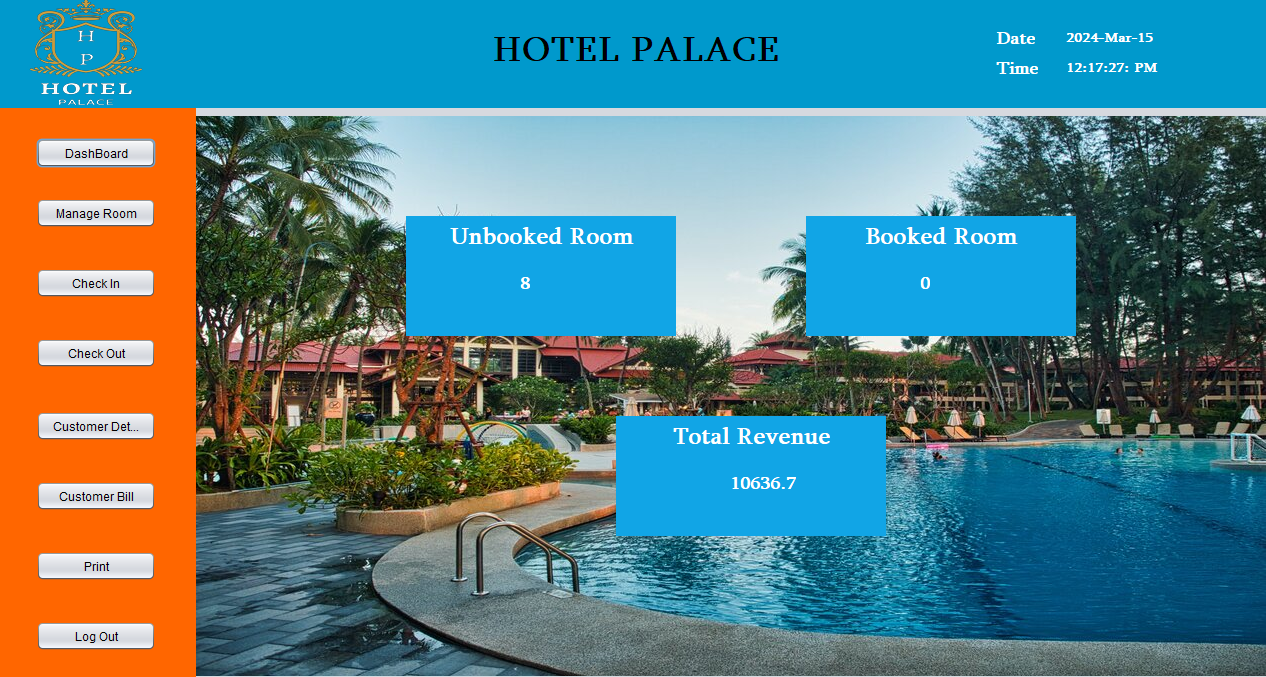 H
P
HOTEL
PALACE
HOTEL PALACE
Date 2024-Mar-15
Time 12:17:27: PM
DashBoard
Manage Room
Check In
Check Out
Customer Det...
Customer Bill
Print
Log Out
Unbooked Room
8
Booked Room
0
Total Revenue
10636.7